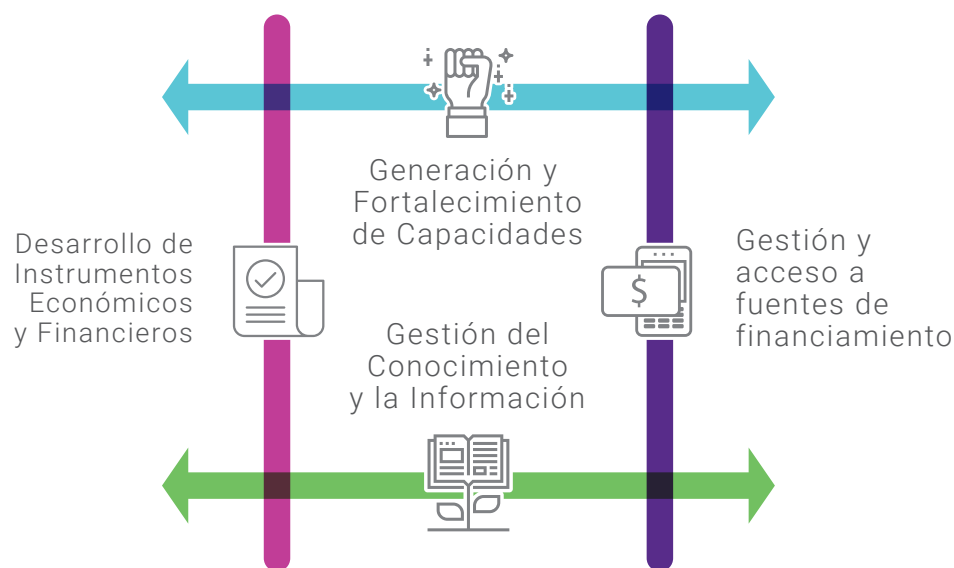 Generación y
Fortalecimiento
de Capacidades
Desarrollo de
Instrumentos
Económicos
y Financieros
$
Gestión y
acceso a
fuentes de
financiamiento
Gestión del
Conocimiento
y la Información